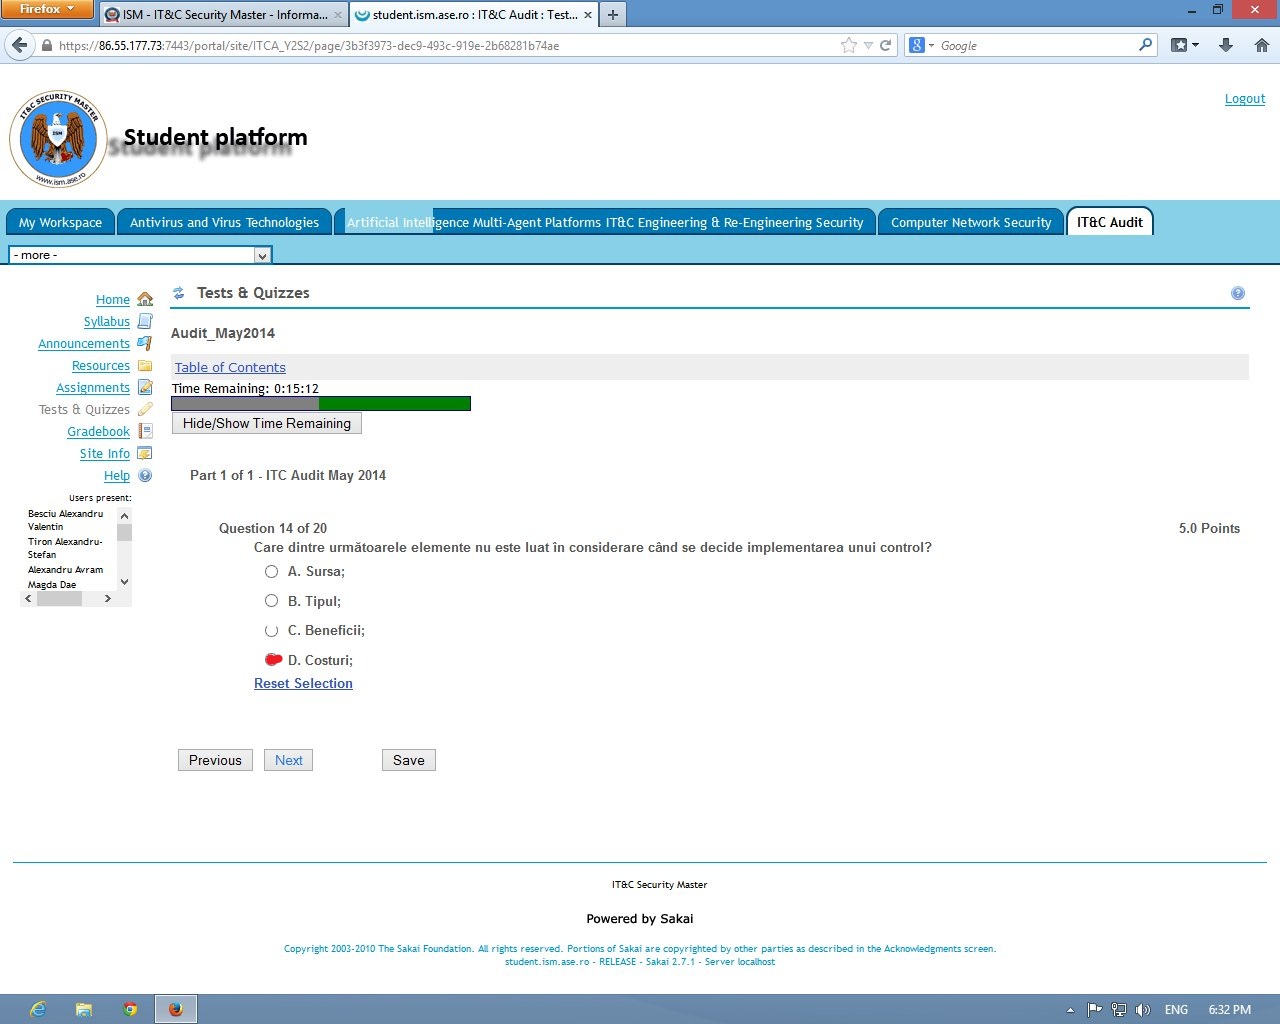 Firefox
ISM - IT&C Security Master - Informa...
student.ism.ase.ro : IT&C Audit : Test...
https://86.55.177.73:7443/portal/site/ITCA_Y2S2/page/3b3f3973-dec9-493c-919e-2b68281b74ae
Google
IT&C SECURITY MASTER
ISM
www.ism.ase.ro
Student platform
Logout
My Workspace
Antivirus and Virus Technologies
Artificial Intelligence Multi-Agent Platforms IT&C Engineering & Re-Engineering Security
Computer Network Security
IT&C Audit
- more -
Home
Syllabus
Announcements
Resources
Assignments
Tests & Quizzes
Gradebook
Site Info
Help
Users present:
Besciu Alexandru
Valentin
Tiron Alexandru-
Stefan
Alexandru Avram
Magda Dae
Tests & Quizzes
Audit_May2014
Table of Contents
Time Remaining: 0:15:12
Hide/Show Time Remaining
Part 1 of 1 - ITC Audit May 2014
Question 14 of 20
5.0 Points
Care dintre următoarele elemente nu este luat în considerare când se decide implementarea unui control?
A. Sursa;
B. Tipul;
C. Beneficii;
D. Costuri;
Reset Selection
Previous
Next
Save
IT&C Security Master
Powered by Sakai
Copyright 2003-2010 The Sakai Foundation. All rights reserved. Portions of Sakai are copyrighted by other parties as described in the Acknowledgments screen.
student.ism.ase.ro - RELEASE - Sakai 2.7.1 - Server localhost
ENG
6:32 PM